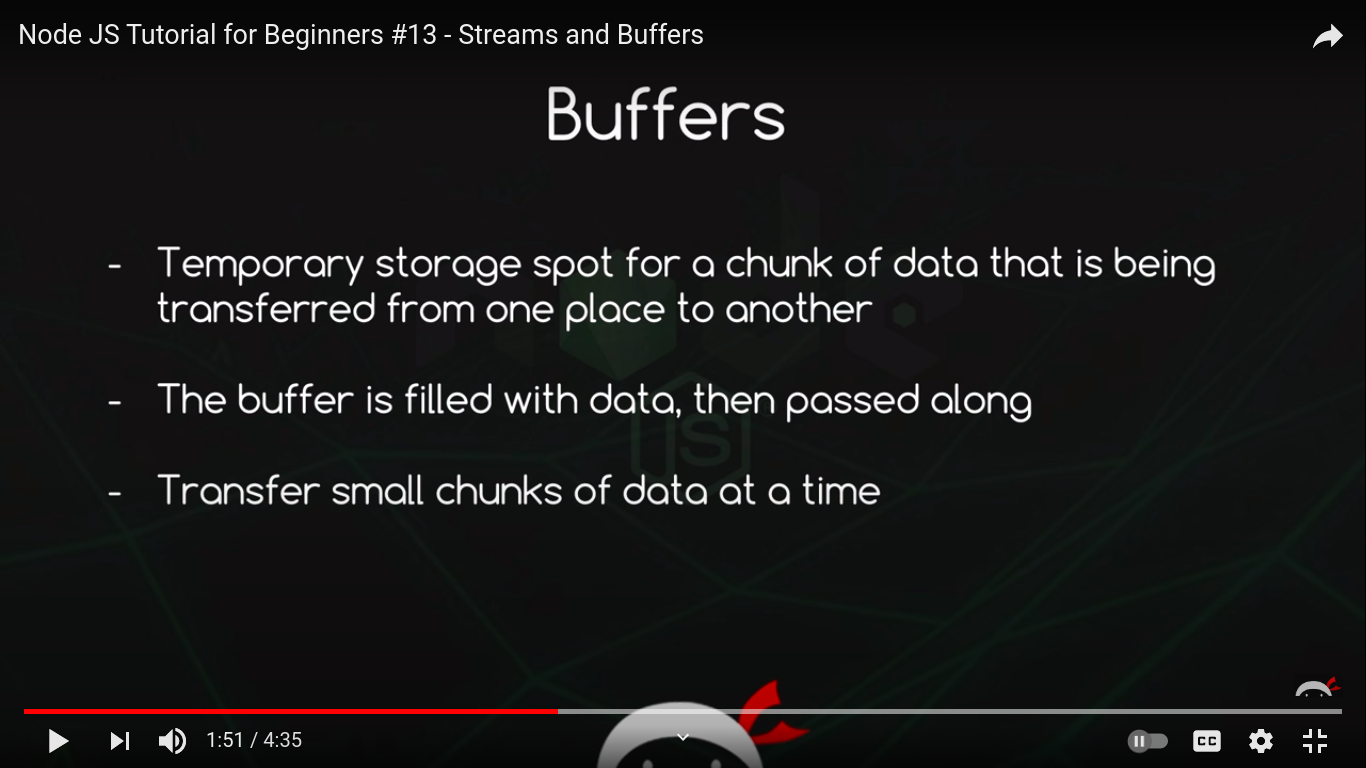 Node JS Tutorial for Beginners #13 - Streams and Buffers
Buffers
- Temporary storage spot for a chunk of data that is being
transferred from one place to another
- The buffer is filled with data, then passed along
- Transfer small chunks of data at a time
JS
1:51 / 4:35
CC